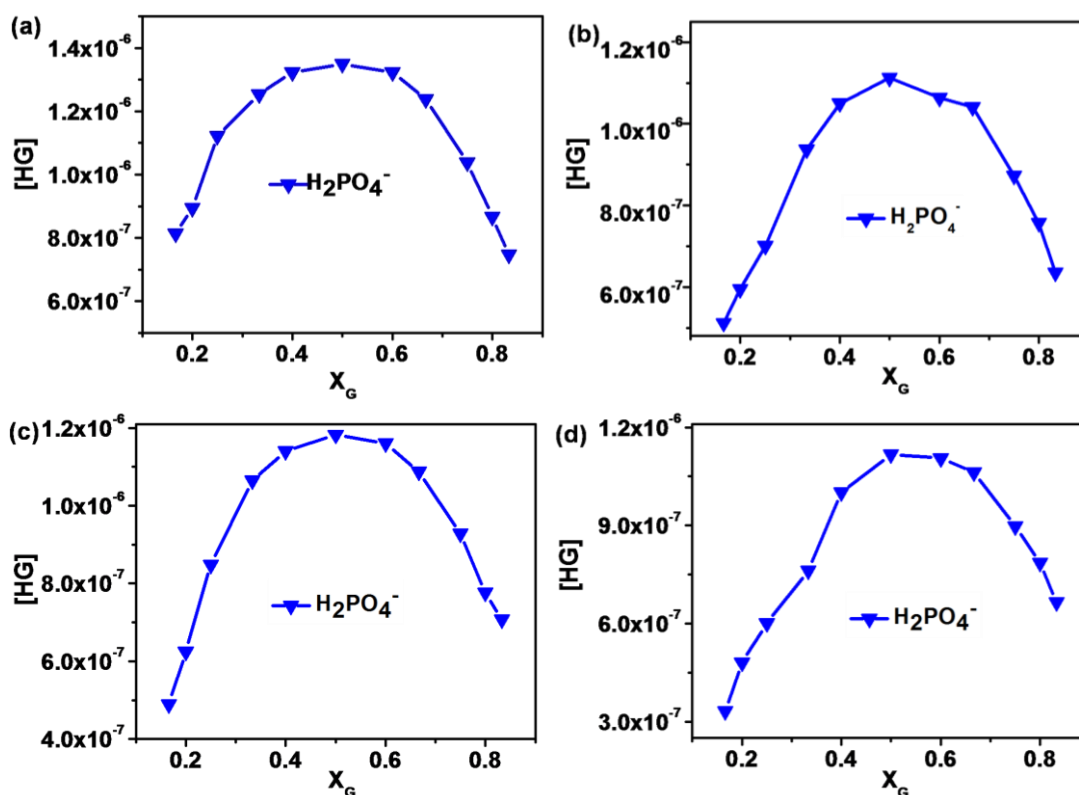 (a)
1.4x10⁻⁶
1.2x10⁻⁶
1.0x10⁻⁶
8.0x10⁻⁷
6.0x10⁻⁷
[HG]
H₂PO₄⁻
0.2 0.4 0.6 0.8
X_G
(b)
1.2x10⁻⁶
1.0x10⁻⁶
8.0x10⁻⁷
6.0x10⁻⁷
[HG]
H₂PO₄⁻
0.2 0.4 0.6 0.8
X_G
(c)
1.2x10⁻⁶
1.0x10⁻⁶
8.0x10⁻⁷
6.0x10⁻⁷
4.0x10⁻⁷
[HG]
H₂PO₄⁻
0.2 0.4 0.6 0.8
X_G
(d)
1.2x10⁻⁶
9.0x10⁻⁷
6.0x10⁻⁷
3.0x10⁻⁷
[HG]
H₂PO₄⁻
0.2 0.4 0.6 0.8
X_G